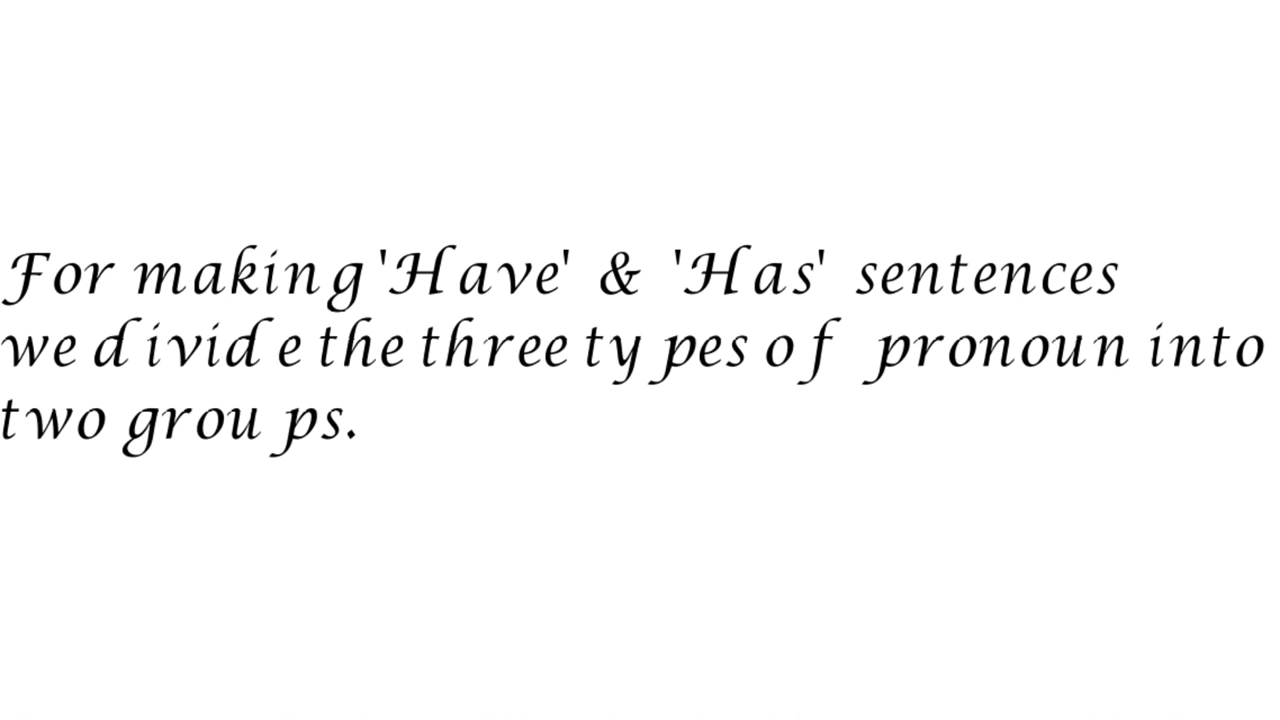 For making 'Have' & 'Has' sentences
we divide the three types of pronoun into
two groups.